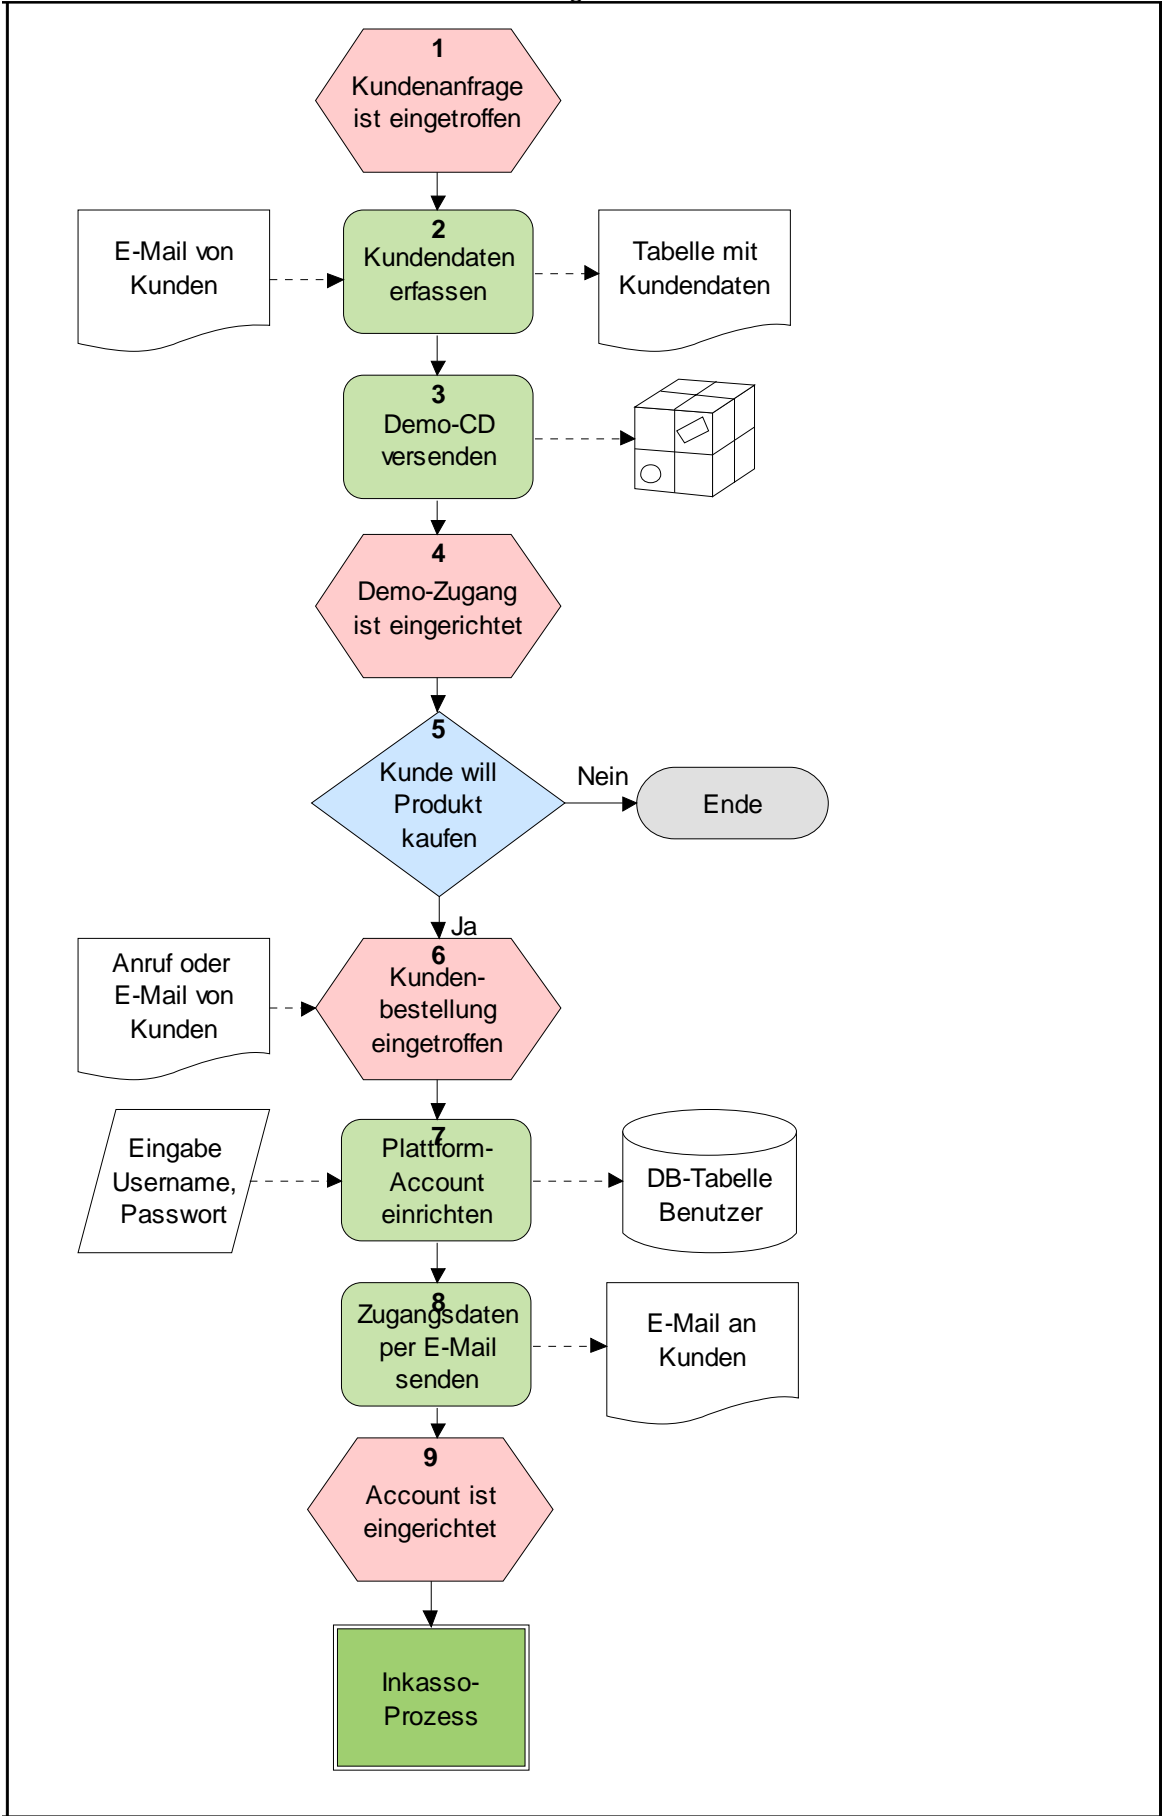 1
Kundenanfrage
ist eingetroffen
E-Mail von
Kunden
2
Kundendaten
erfassen
Tabelle mit
Kundendaten
3
Demo-CD
versenden
4
Demo-Zugang
ist eingerichtet
5
Kunde will
Produkt
kaufen
Nein
Ende
Ja
Anruf oder
E-Mail von
Kunden
6
Kunden-
bestellung
eingetroffen
Eingabe
Username,
Passwort
7
Plattform-
Account
einrichten
DB-Tabelle
Benutzer
8
Zugangsdaten
per E-Mail
senden
E-Mail an
Kunden
9
Account ist
eingerichtet
Inkasso-
Prozess